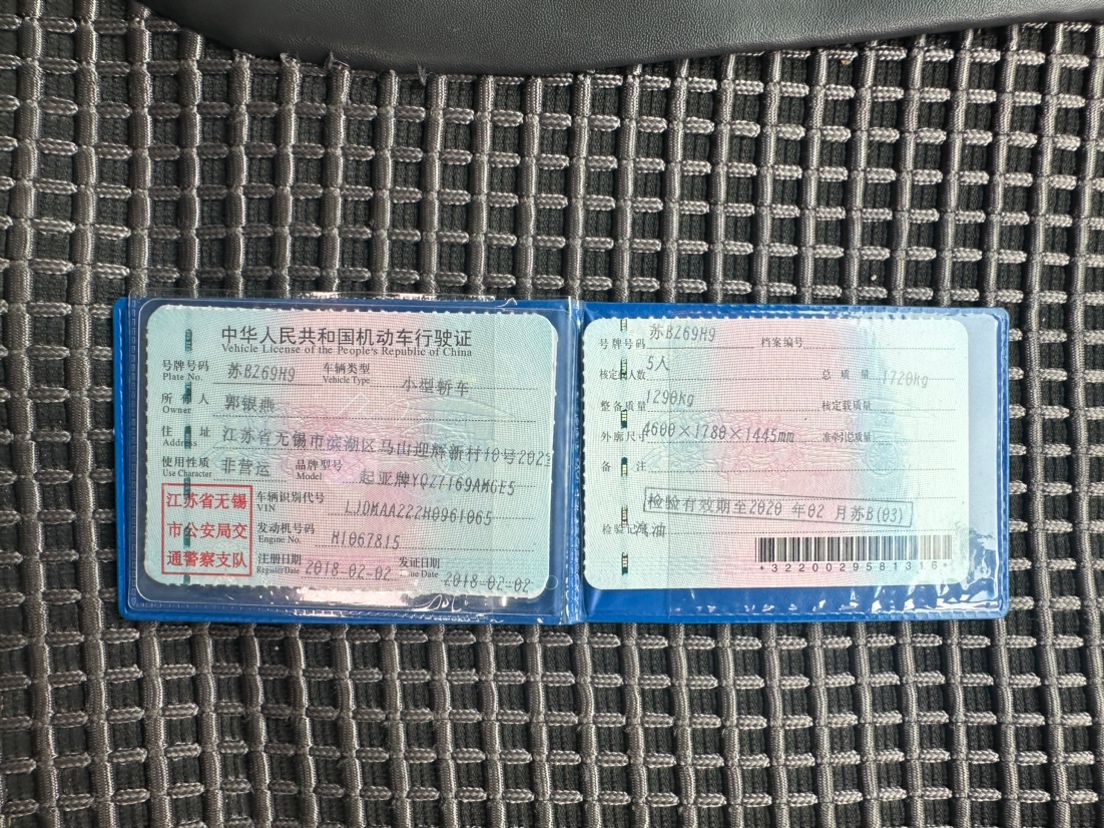 中华人民共和国机动车行驶证
Vehicle License of the People's Republic of China
号牌号码 苏BZ69H9 车辆类型 小型轿车
Plate No. Vehicle Type
所有人 郭银燕
Owner
住址 江苏省无锡市滨湖区马山迎辉新村10号202室
Address
使用性质 非营运 品牌型号 起亚牌YQZ7169AMGE5
Use Character Model
江苏省无锡
市公安局交
通警察支队
车辆识别代号 LJDMAA222H0961065
VIN
发动机号码 H1067815
Engine No.
注册日期 2018-02-02 发证日期 2018-02-02
Register Date Issue Date
号牌号码 苏BZ69H9 档案编号
核定载人数 5人 总质量 1720kg
整备质量 1290kg 核定载质量
外廓尺寸 4600×1780×1445mm 准牵引总质量
备注
检验有效期至2020年02月苏B(03)
检验记录 汽油
*3220029581316*